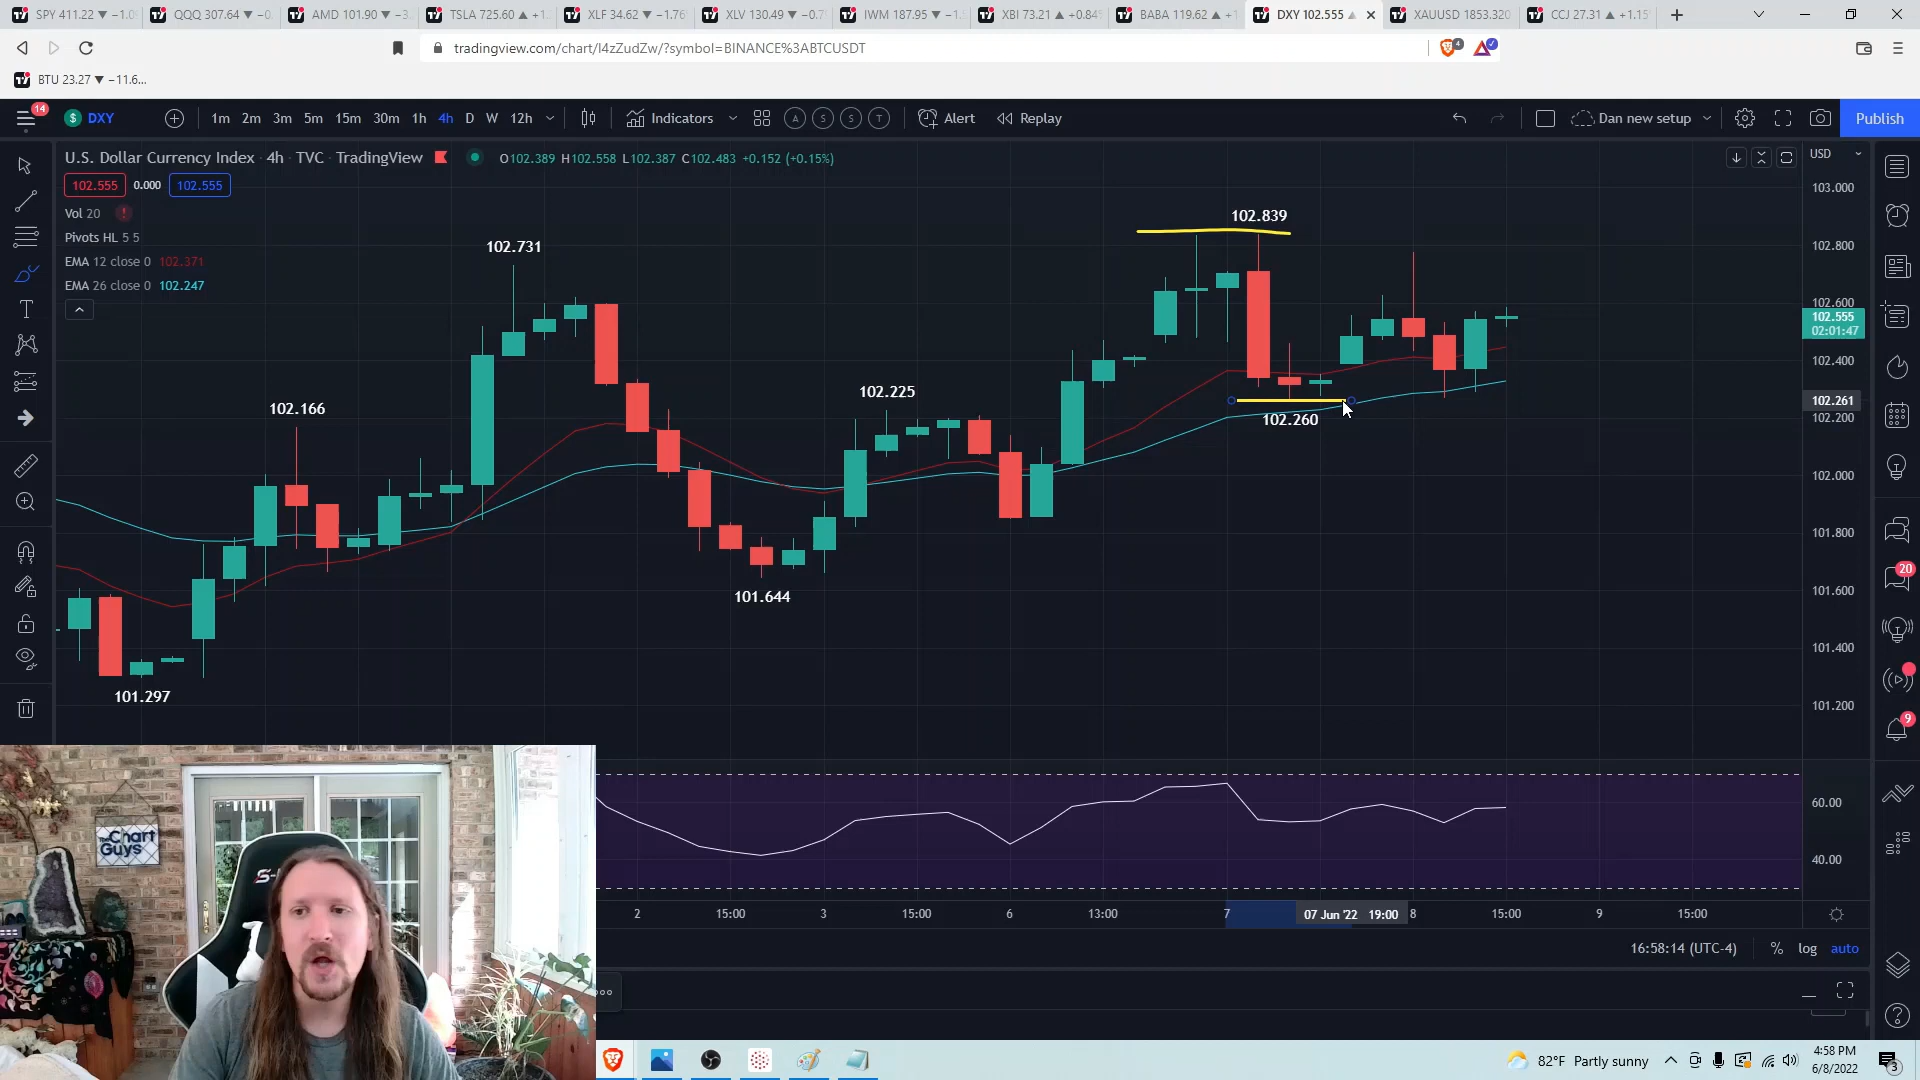 SPY 411.22 ▼ −1.0
QQQ 307.64 ▼ −0.
AMD 101.90 ▼ −3.
TSLA 725.60 ▲ +1.
XLF 34.62 ▼ −1.76
XLV 130.49 ▼ −0.7
IWM 187.95 ▼ −1.
XBI 73.21 ▲ +0.84
BABA 119.62 ▲ +1
DXY 102.555 ▲
XAUUSD 1853.320
CCJ 27.31 ▲ +1.15
tradingview.com/chart/I4zZudZw/?symbol=BINANCE%3ABTCUSDT
4
BTU 23.27 ▼ −11.6...
14
DXY
1m 2m 3m 5m 15m 30m 1h 4h D W 12h
Indicators
A S S T
Alert
Replay
Dan new setup
Publish
U.S. Dollar Currency Index · 4h · TVC · TradingView
O102.389 H102.558 L102.387 C102.483 +0.152 (+0.15%)
USD
102.555 0.000 102.555
Vol 20
Pivots HL 5 5
EMA 12 close 0 102.371
EMA 26 close 0 102.247
103.000
102.839
102.731
102.800
102.600
102.555
02:01:47
102.400
102.225
102.261
102.166
102.260
102.200
102.000
101.800
101.644
101.600
101.400
101.297
101.200
20
9
60.00
40.00
The
Chart
Guys
S-
2 15:00 3 15:00 6 13:00 7 07 Jun '22 19:00 8 15:00 9 15:00
16:58:14 (UTC-4) % log auto
82°F Partly sunny
4:58 PM
6/8/2022
3